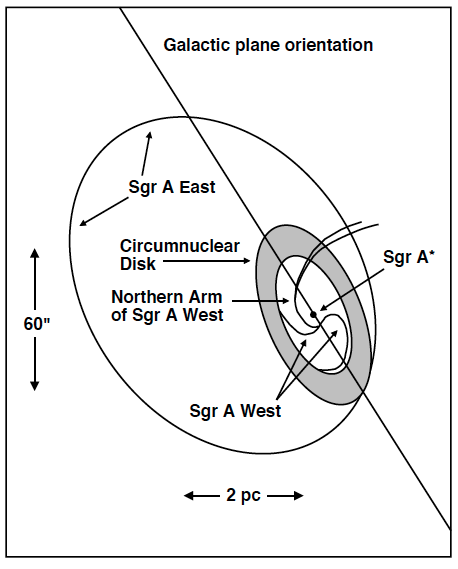 Galactic plane orientation
Sgr A East
Circumnuclear
Disk
Sgr A*
Northern Arm
of Sgr A West
60"
Sgr A West
2 pc